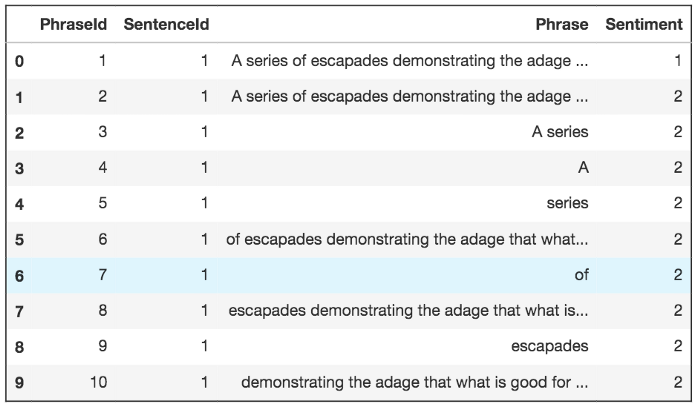 PhraseId SentenceId Phrase Sentiment
0 1 1 A series of escapades demonstrating the adage ... 1
1 2 1 A series of escapades demonstrating the adage ... 2
2 3 1 A series 2
3 4 1 A 2
4 5 1 series 2
5 6 1 of escapades demonstrating the adage that what... 2
6 7 1 of 2
7 8 1 escapades demonstrating the adage that what is... 2
8 9 1 escapades 2
9 10 1 demonstrating the adage that what is good for ... 2